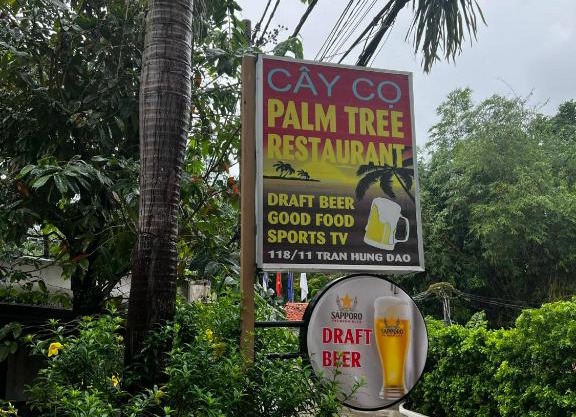 CÂY CỌ
PALM TREE
RESTAURANT
DRAFT BEER
GOOD FOOD
SPORTS TV
118/11 TRAN HUNG DAO
SAPPORO
DRAFT
BEER
SAPPORO